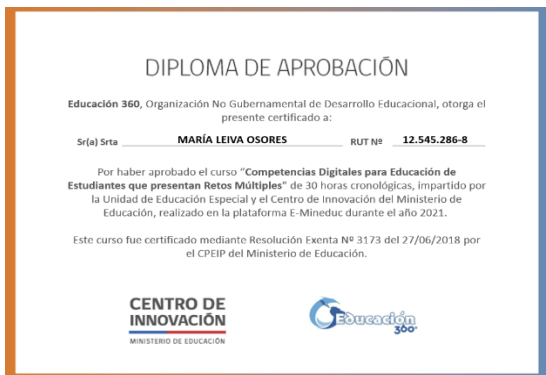 DIPLOMA DE APROBACIÓN
Educación 360, Organización No Gubernamental de Desarrollo Educacional, otorga el
presente certificado a:
Sr(a) Srta MARÍA LEIVA OSORES RUT Nº 12.545.286-8
Por haber aprobado el curso "Competencias Digitales para Educación de
Estudiantes que presentan Retos Múltiples" de 30 horas cronológicas, impartido por
la Unidad de Educación Especial y el Centro de Innovación del Ministerio de
Educación, realizado en la plataforma E-Mineduc durante el año 2021.
Este curso fue certificado mediante Resolución Exenta Nº 3173 del 27/06/2018 por
el CPEIP del Ministerio de Educación.
CENTRO DE
INNOVACIÓN
MINISTERIO DE EDUCACIÓN
Educación
360°